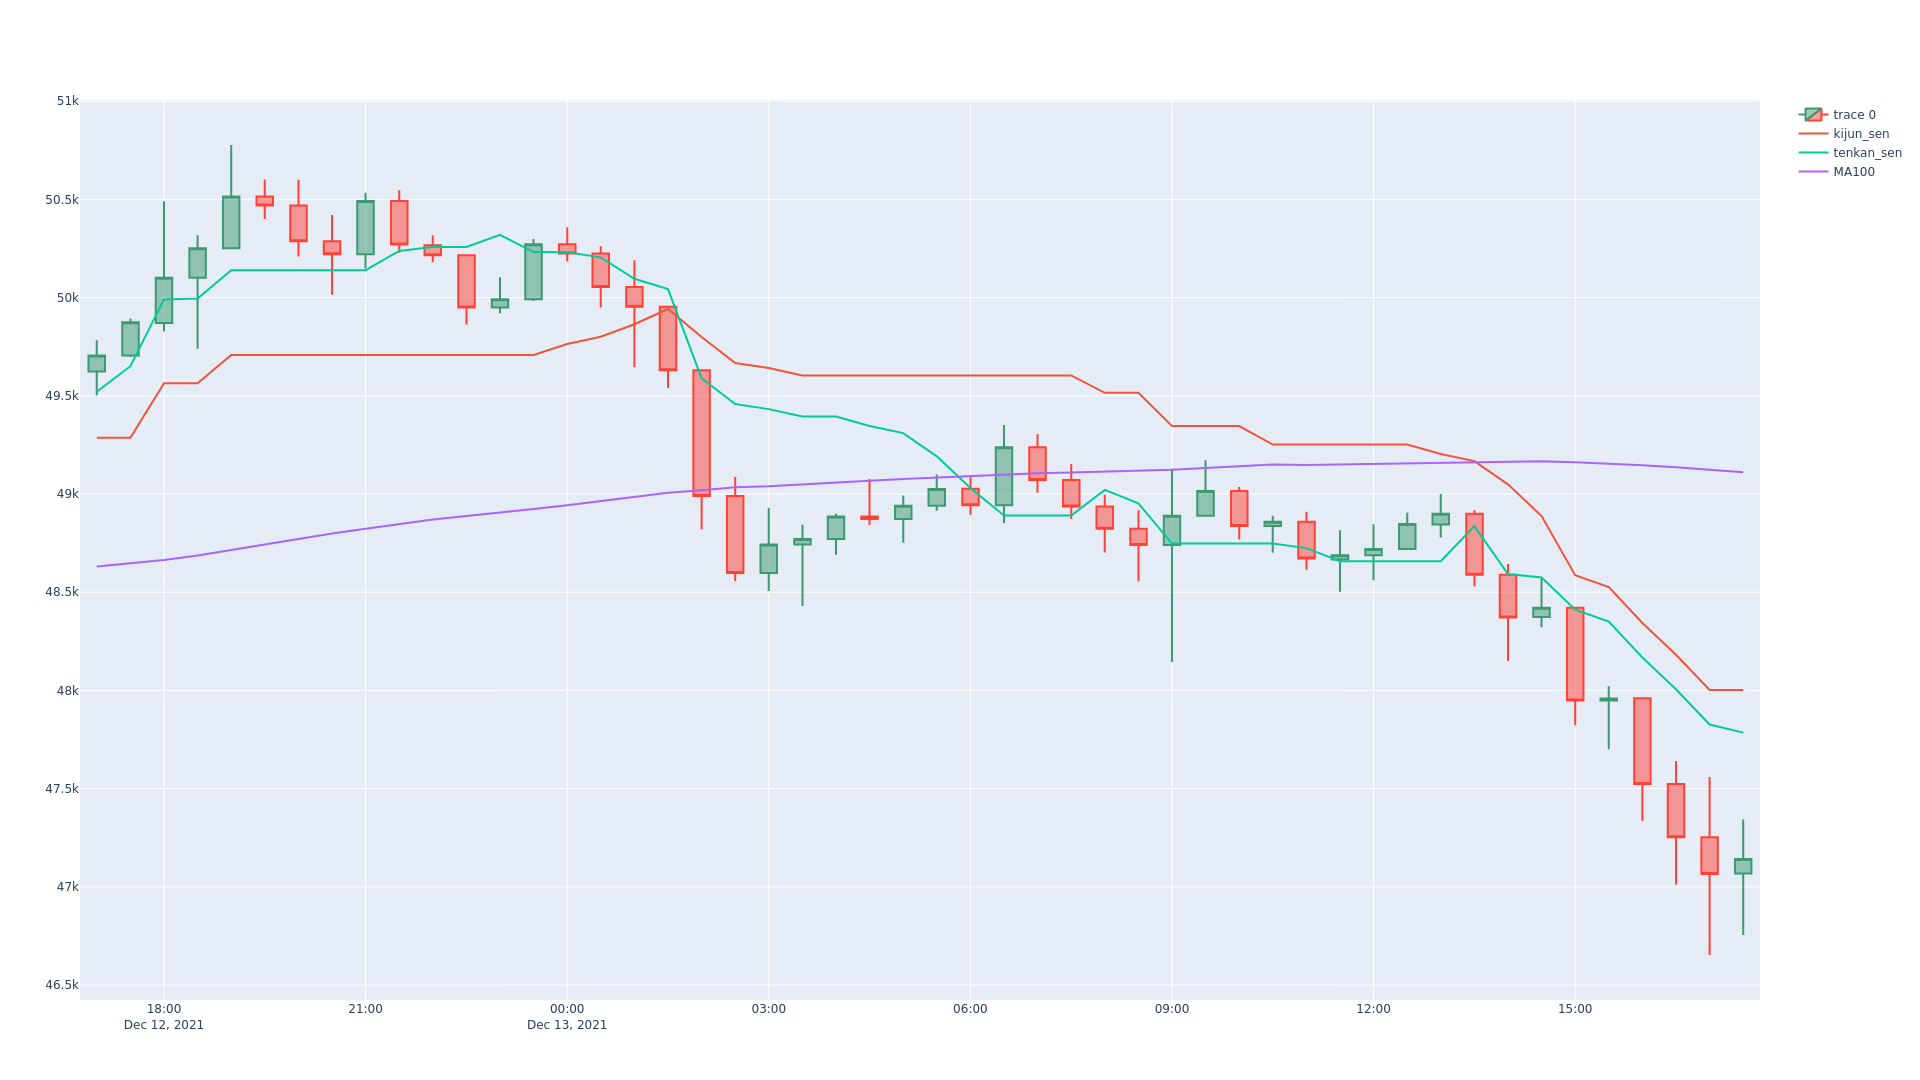 51k
50.5k
50k
49.5k
49k
48.5k
48k
47.5k
47k
46.5k
18:00
Dec 12, 2021
21:00
00:00
Dec 13, 2021
03:00
06:00
09:00
12:00
15:00
trace 0
kijun_sen
tenkan_sen
MA100